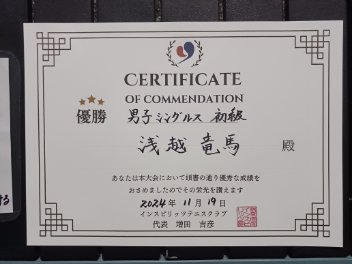 CERTIFICATE
OF COMMENDATION
優勝
男子シングルス 初級
浅越 竜馬 殿
あなたは本大会において頭書の通り優秀な成績を
おさめましたのでその栄光を讃えます
2024年 11月 19日
インスピリッツテニスクラブ
代表 増田 吉彦